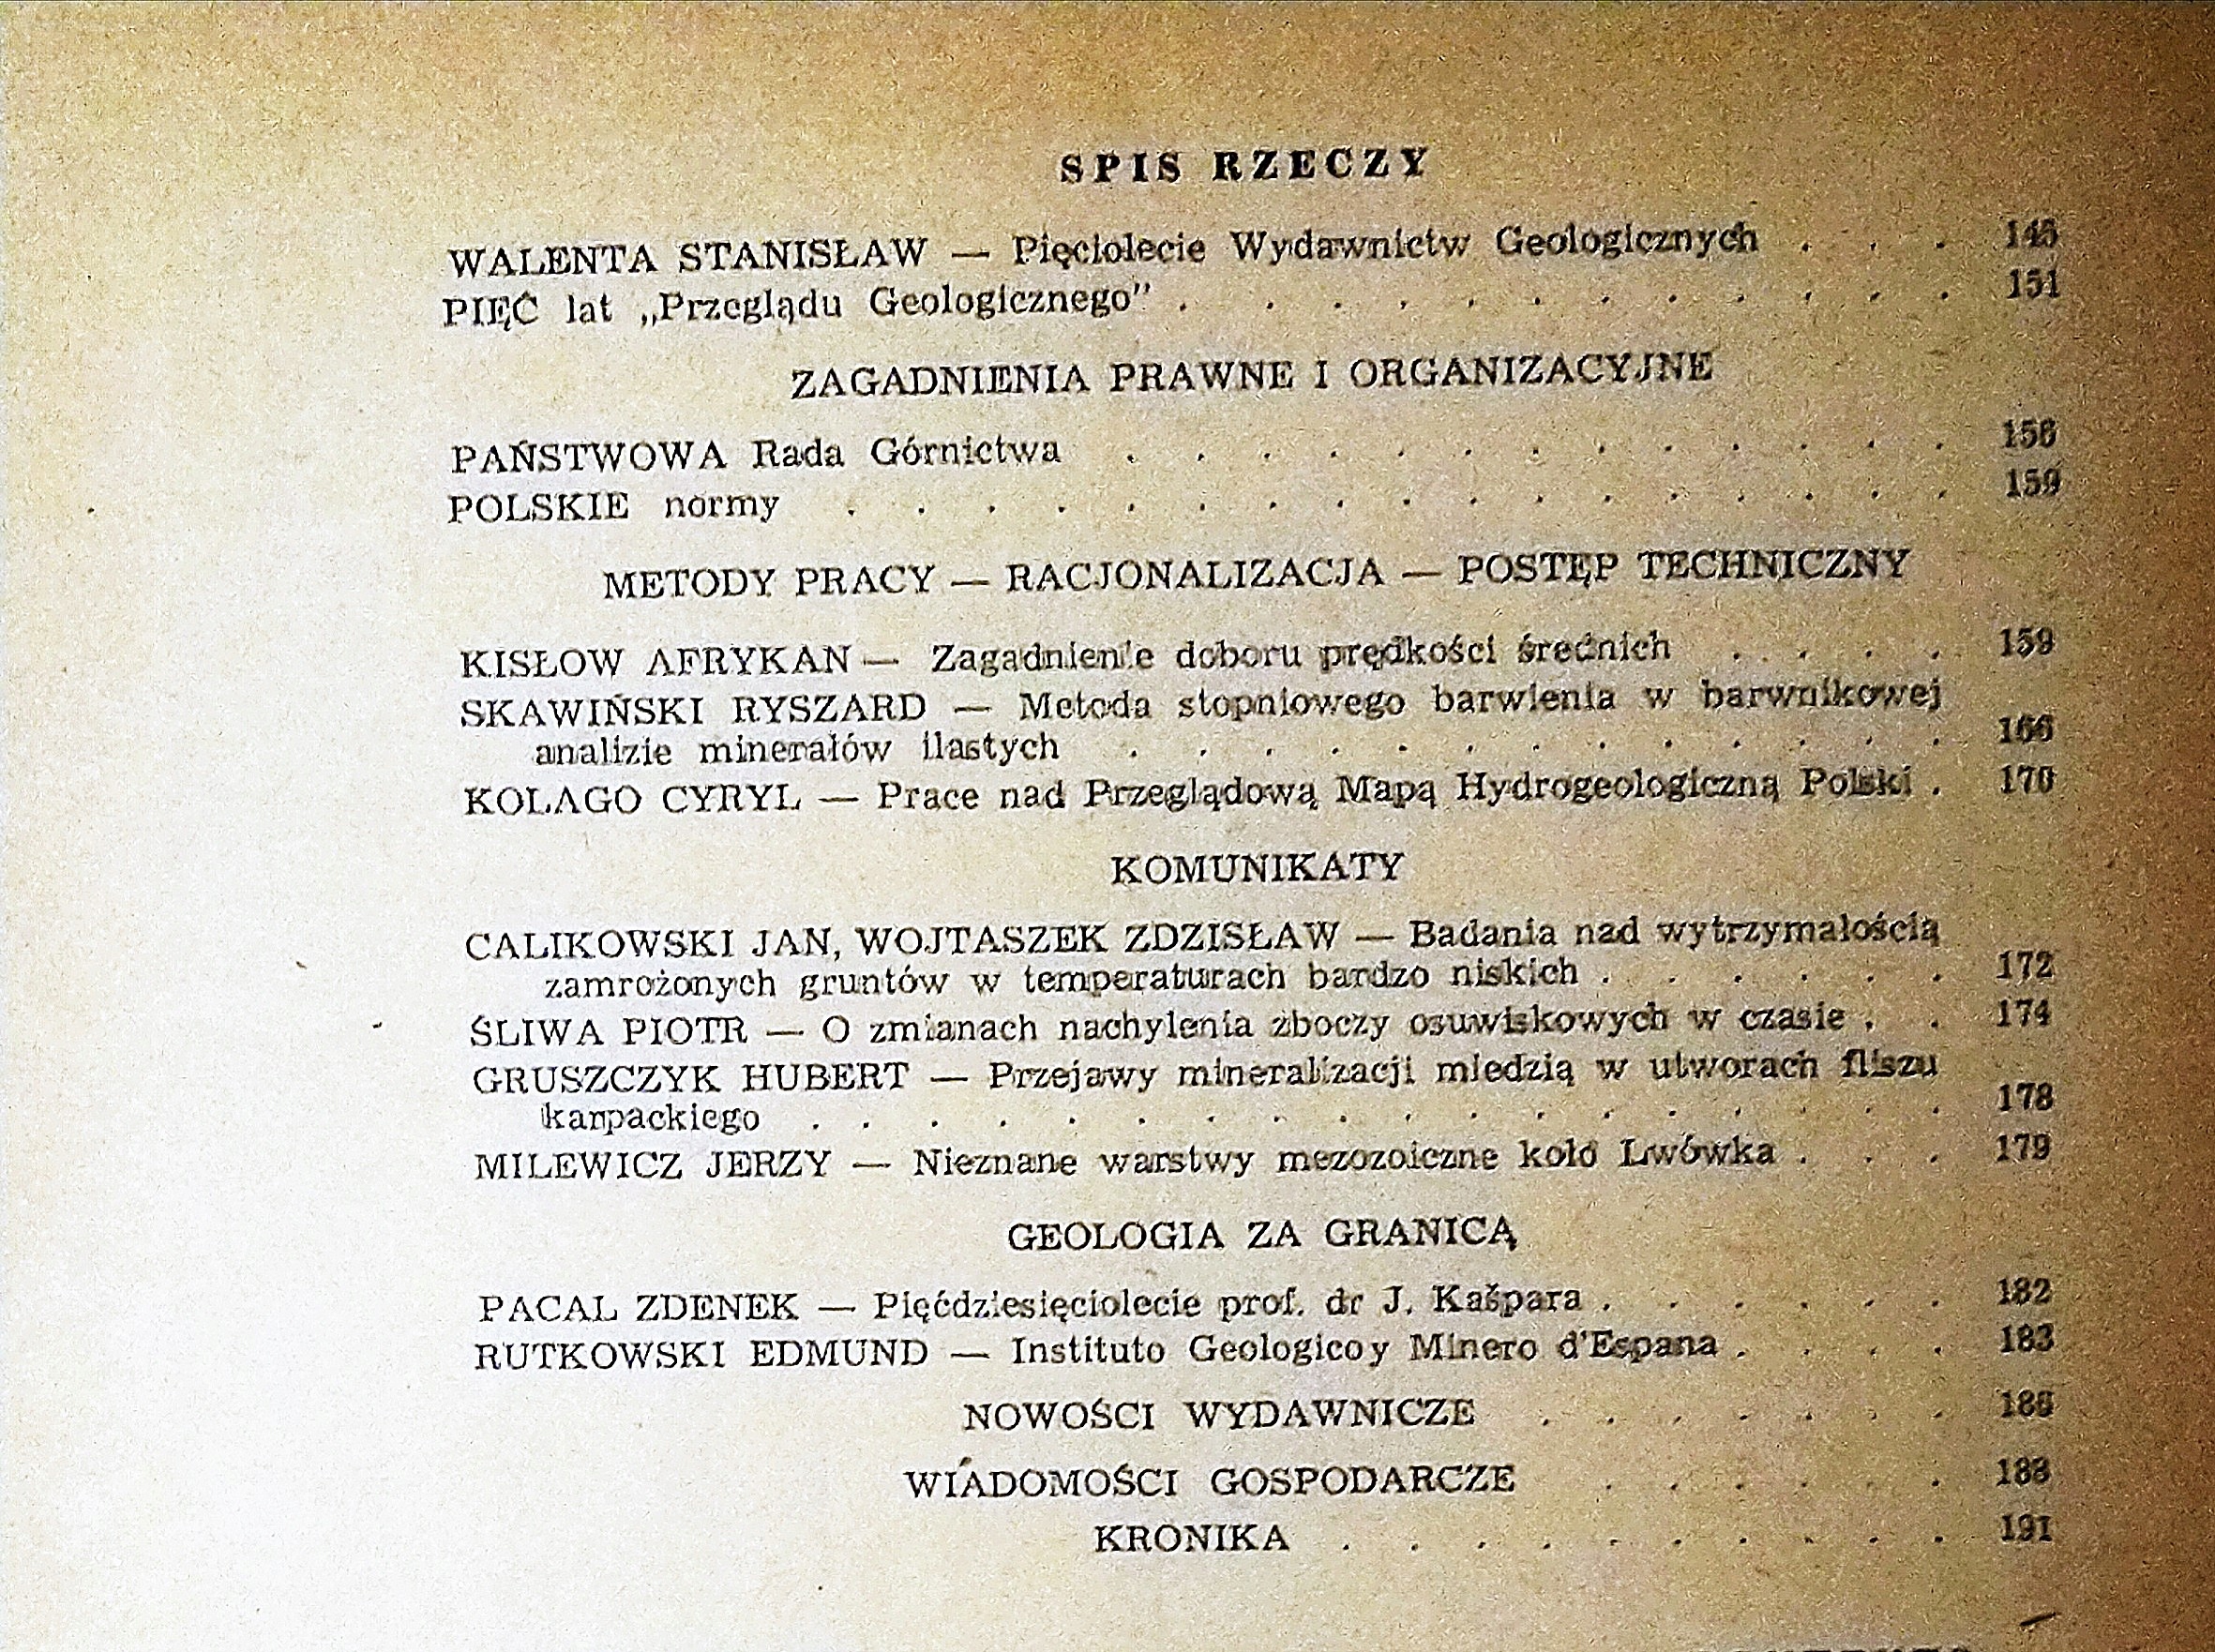 SPIS RZECZY
WALENTA STANISŁAW — Pięciolecie Wydawnictw Geologicznych . . . 145
PIĘĆ lat „Przeglądu Geologicznego” . . . . . . . . . . . . 151
ZAGADNIENIA PRAWNE I ORGANIZACYJNE
PAŃSTWOWA Rada Górnictwa . . . . . . . . . . . . . 156
POLSKIE normy . . . . . . . . . . . . . . . . . 159
METODY PRACY — RACJONALIZACJA — POSTĘP TECHNICZNY
KISŁOW AFRYKAN — Zagadnienie doboru prędkości średnich . . . . 159
SKAWIŃSKI RYSZARD — Metoda stopniowego barwienia w barwnikowej
analizie minerałów ilastych . . . . . . . . . . . . . 166
KOLAGO CYRYL — Prace nad Przeglądową Mapą Hydrogeologiczną Polski . 170
KOMUNIKATY
CALIKOWSKI JAN, WOJTASZEK ZDZISŁAW — Badania nad wytrzymałością
zamrożonych gruntów w temperaturach bardzo niskich . . . . . . 172
ŚLIWA PIOTR — O zmianach nachylenia zboczy osuwiskowych w czasie . . 174
GRUSZCZYK HUBERT — Przejawy mineralizacji miedzią w utworach fliszu
karpackiego . . . . . . . . . . . . . . . . . . 178
MILEWICZ JERZY — Nieznane warstwy mezozoiczne koło Lwówka . . . 179
GEOLOGIA ZA GRANICĄ
PACAL ZDENEK — Pięćdziesięciolecie prof. dr J. Kašpara . . . . . . 182
RUTKOWSKI EDMUND — Instituto Geologico y Minero d'Espana . . . . 183
NOWOŚCI WYDAWNICZE . . . . . . .
WIADOMOŚCI GOSPODARCZE . . . . . . 188
KRONIKA . . . . . . . . . . 191